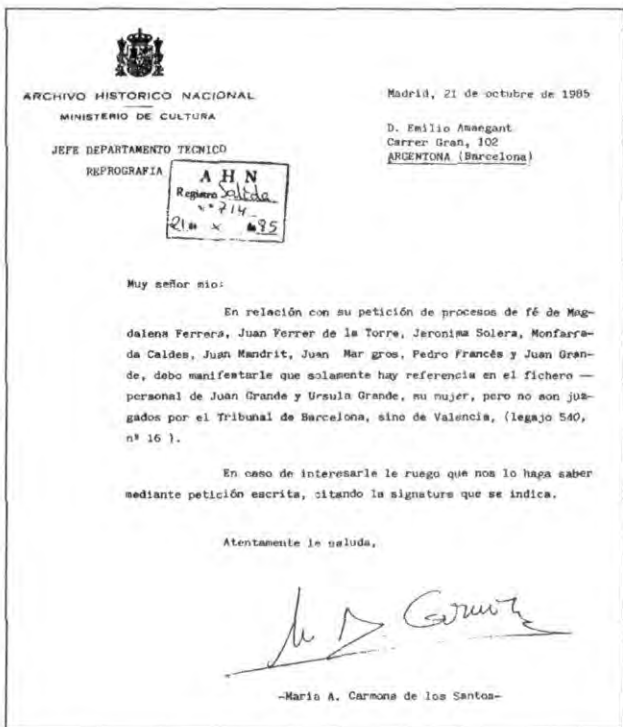 ARCHIVO HISTORICO NACIONAL
MINISTERIO DE CULTURA
JEFE DEPARTAMENTO TECNICO
REPROGRAFIA
A H N
Registro Salida
nº 714
21 X 85
Madrid, 21 de octubre de 1985
D. Emilio Amaegant
Carrer Gran, 102
ARGENTONA (Barcelona)
Muy señor mio:
En relación con su petición de procesos de fé de Mag-
dalena Ferrera, Juan Ferrer de la Torre, Jeronima Solera, Monfarra-
da Caldes, Juan Mandrit, Juan Mar gros, Pedro Francés y Juan Gran-
de, debo manifestarle que solamente hay referencia en el fichero —
personal de Juan Grande y Ursula Grande, su mujer, pero no son juz-
gados por el Tribunal de Barcelona, sino de Valencia, (legajo 540,
nº 16 ).
En caso de interesarle le ruego que nos lo haga saber
mediante petición escrita, citando la signatura que se indica.
Atentamente le saluda,
-Maria A. Carmona de los Santos-